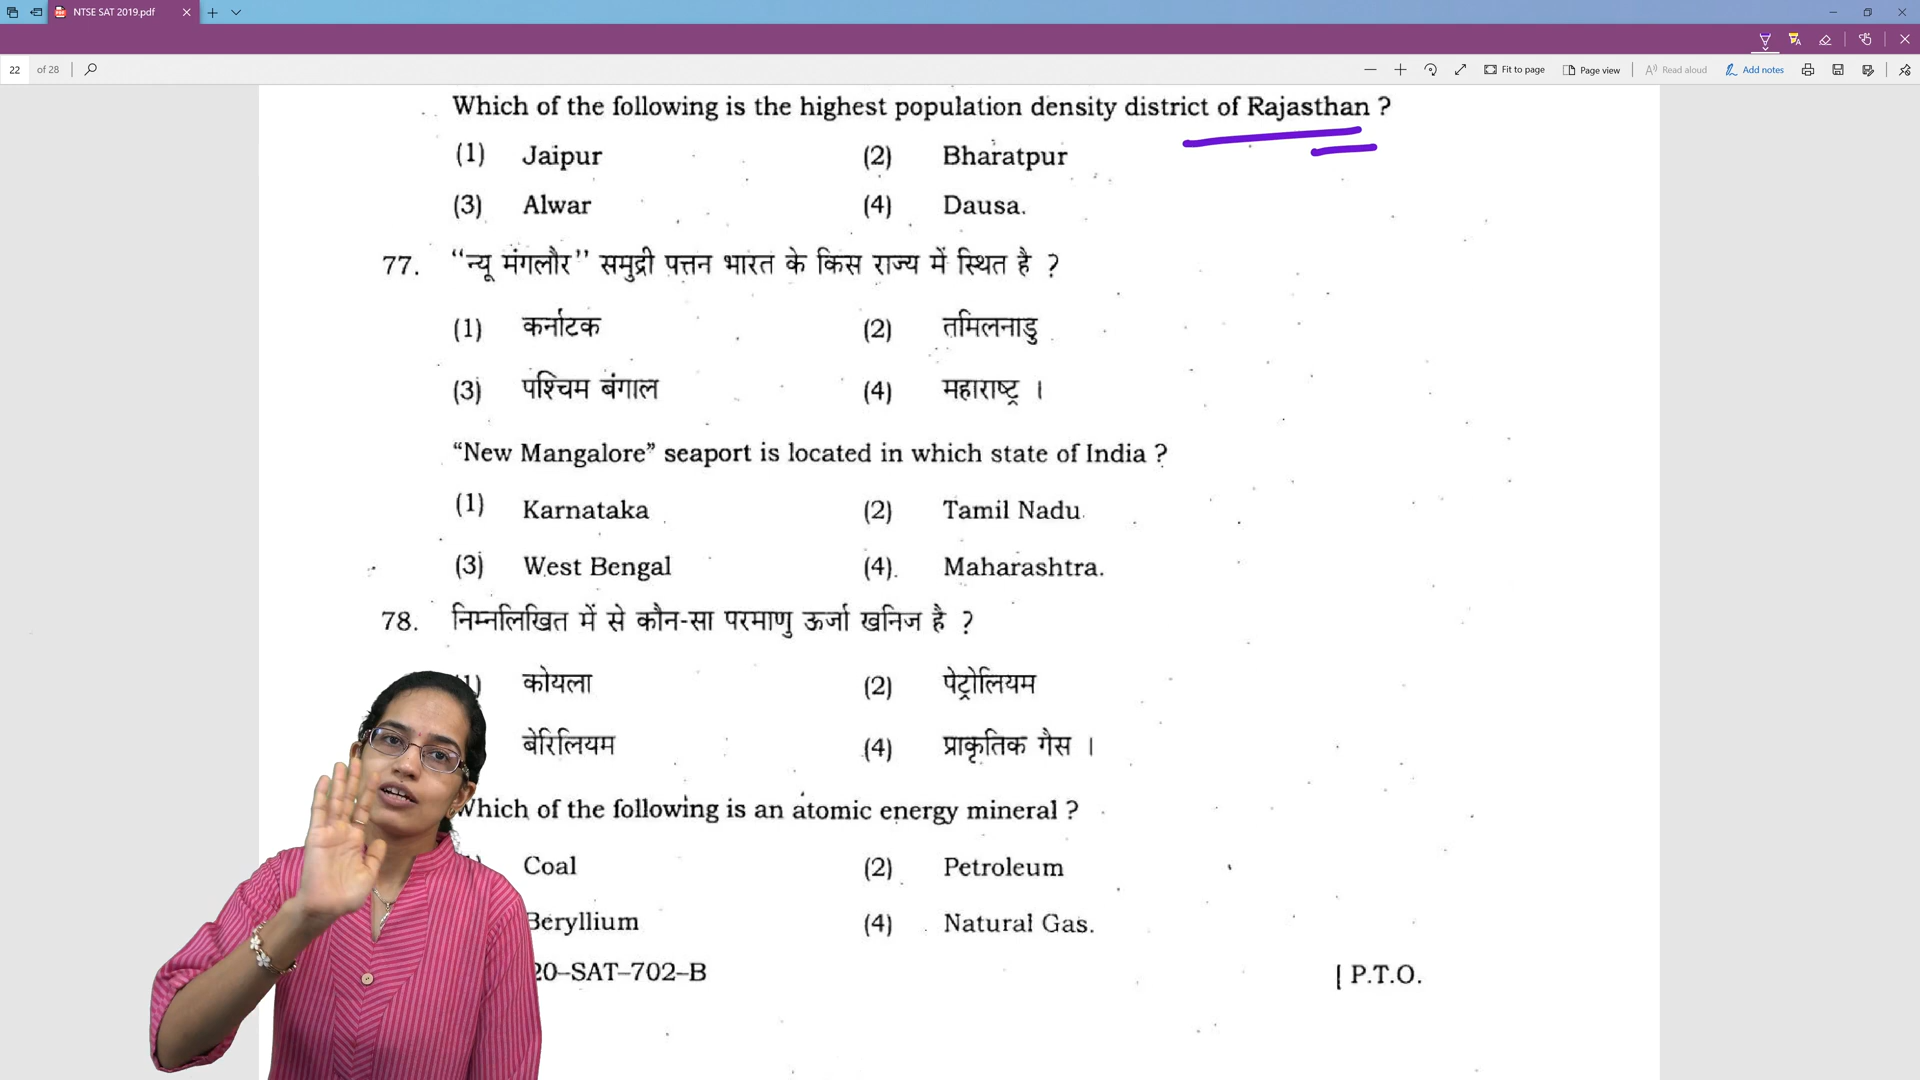 NTSE SAT 2019.pdf
22 of 28
Fit to page Page view Read aloud Add notes
Which of the following is the highest population density district of Rajasthan ?
(1) Jaipur (2) Bharatpur
(3) Alwar (4) Dausa.
77. “न्यू मंगलौर” समुद्री पत्तन भारत के किस राज्य में स्थित है ?
(1) कर्नाटक (2) तमिलनाडु
(3) पश्चिम बंगाल (4) महाराष्ट्र ।
“New Mangalore” seaport is located in which state of India ?
(1) Karnataka (2) Tamil Nadu
(3) West Bengal (4) Maharashtra.
78. निम्नलिखित में से कौन-सा परमाणु ऊर्जा खनिज है ?
कोयला (2) पेट्रोलियम
बेरिलियम (4) प्राकृतिक गैस ।
Which of the following is an atomic energy mineral ?
Coal (2) Petroleum
Beryllium (4) Natural Gas.
20–SAT–702–B [ P.T.O.